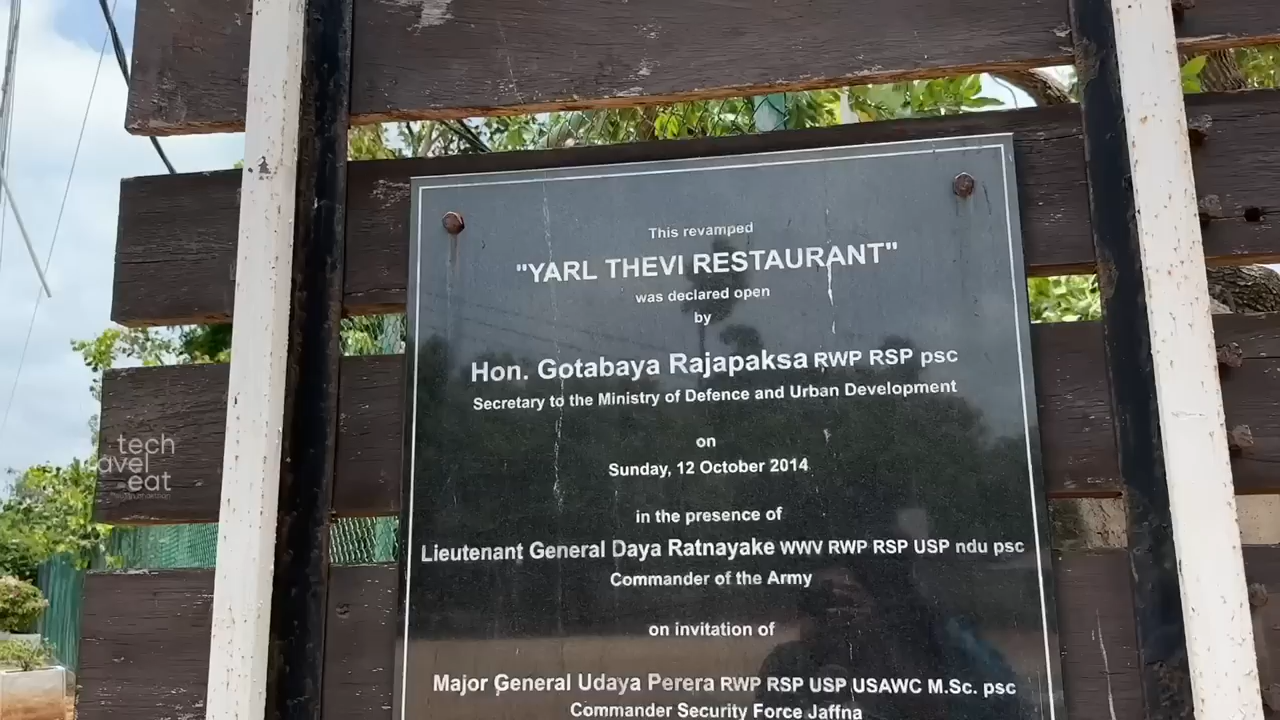 This revamped
"YARL THEVI RESTAURANT"
was declared open
by
Hon. Gotabaya Rajapaksa RWP RSP psc
Secretary to the Ministry of Defence and Urban Development
on
Sunday, 12 October 2014
in the presence of
Lieutenant General Daya Ratnayake WWV RWP RSP USP ndu psc
Commander of the Army
on invitation of
Major General Udaya Perera RWP RSP USP USAWC M.Sc. psc
Commander Security Force Jaffna
tech
avel
eat